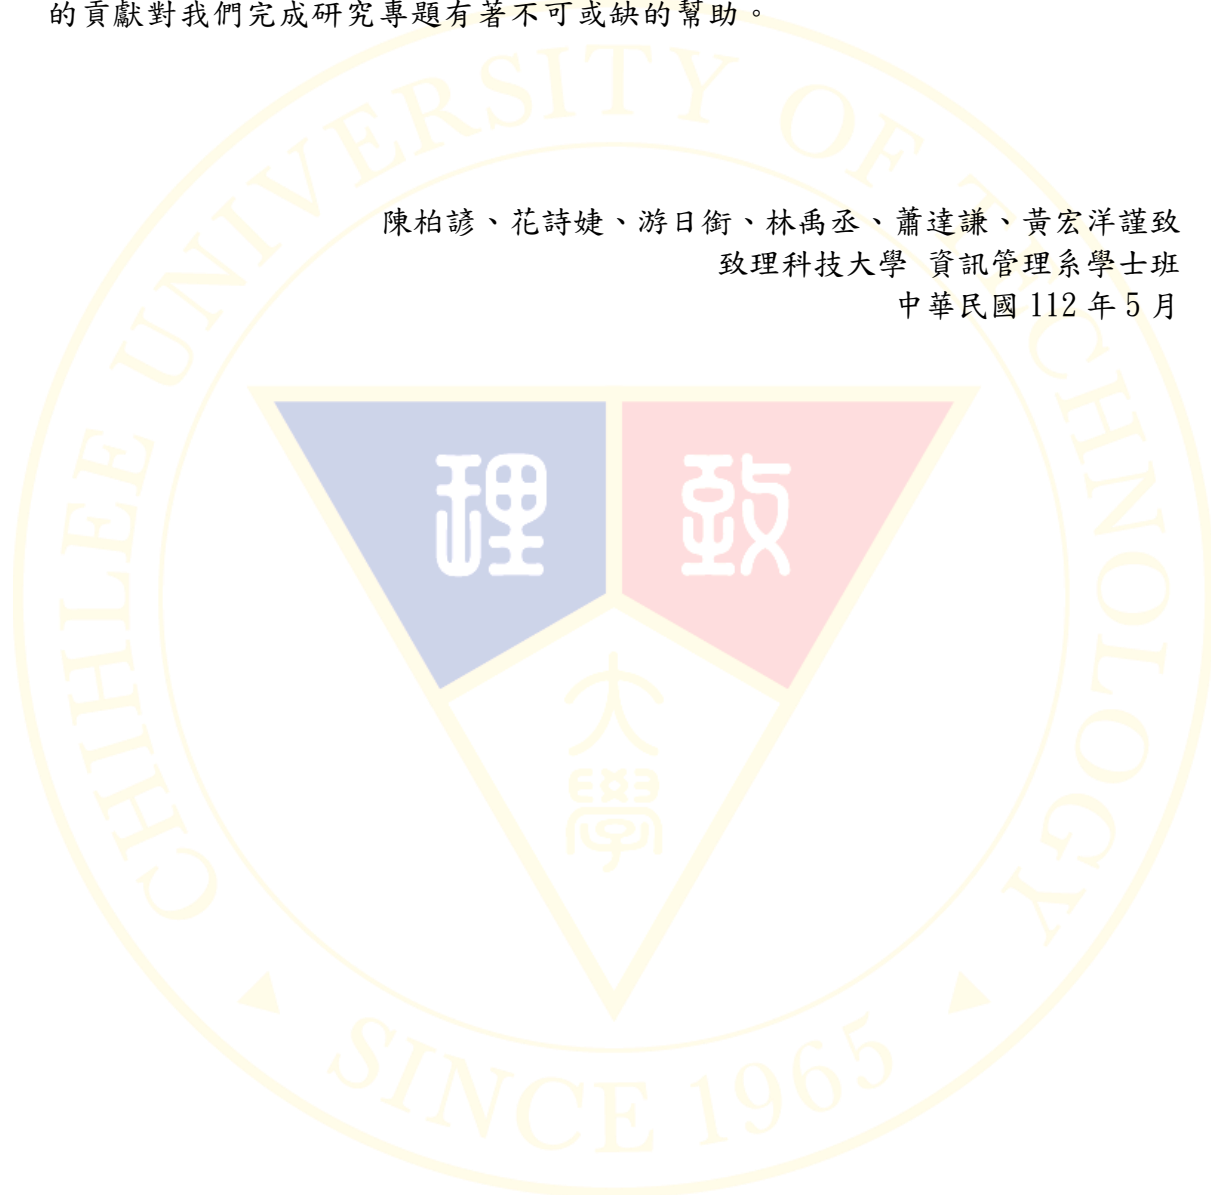 的貢獻對我們完成研究專題有著不可或缺的幫助。
陳柏諺、花詩婕、游日銜、林禹丞、蕭達謙、黃宏洋謹致
致理科技大學 資訊管理系學士班
中華民國 112 年 5 月
CHIHLEE UNIVERSITY OF TECHNOLOGY
理 致
大
學
SINCE 1965